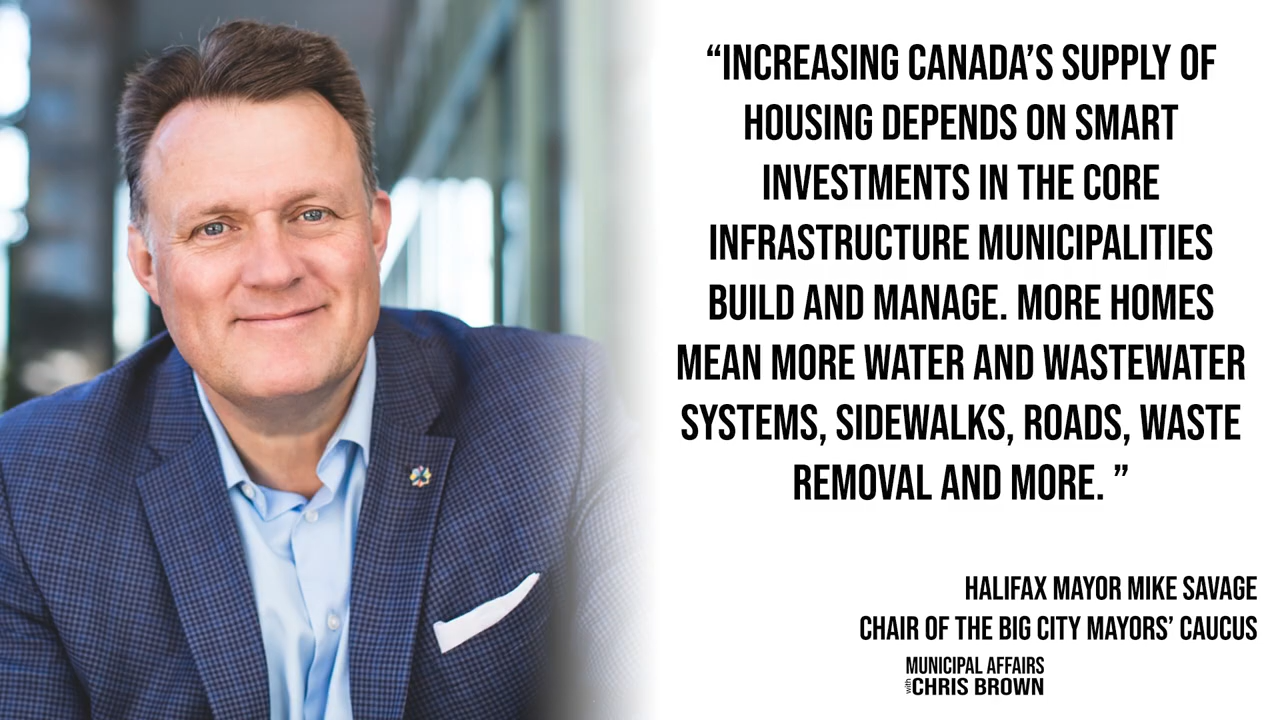 “INCREASING CANADA’S SUPPLY OF
HOUSING DEPENDS ON SMART
INVESTMENTS IN THE CORE
INFRASTRUCTURE MUNICIPALITIES
BUILD AND MANAGE. MORE HOMES
MEAN MORE WATER AND WASTEWATER
SYSTEMS, SIDEWALKS, ROADS, WASTE
REMOVAL AND MORE. ”
HALIFAX MAYOR MIKE SAVAGE
CHAIR OF THE BIG CITY MAYORS’ CAUCUS
MUNICIPAL AFFAIRS
with CHRIS BROWN